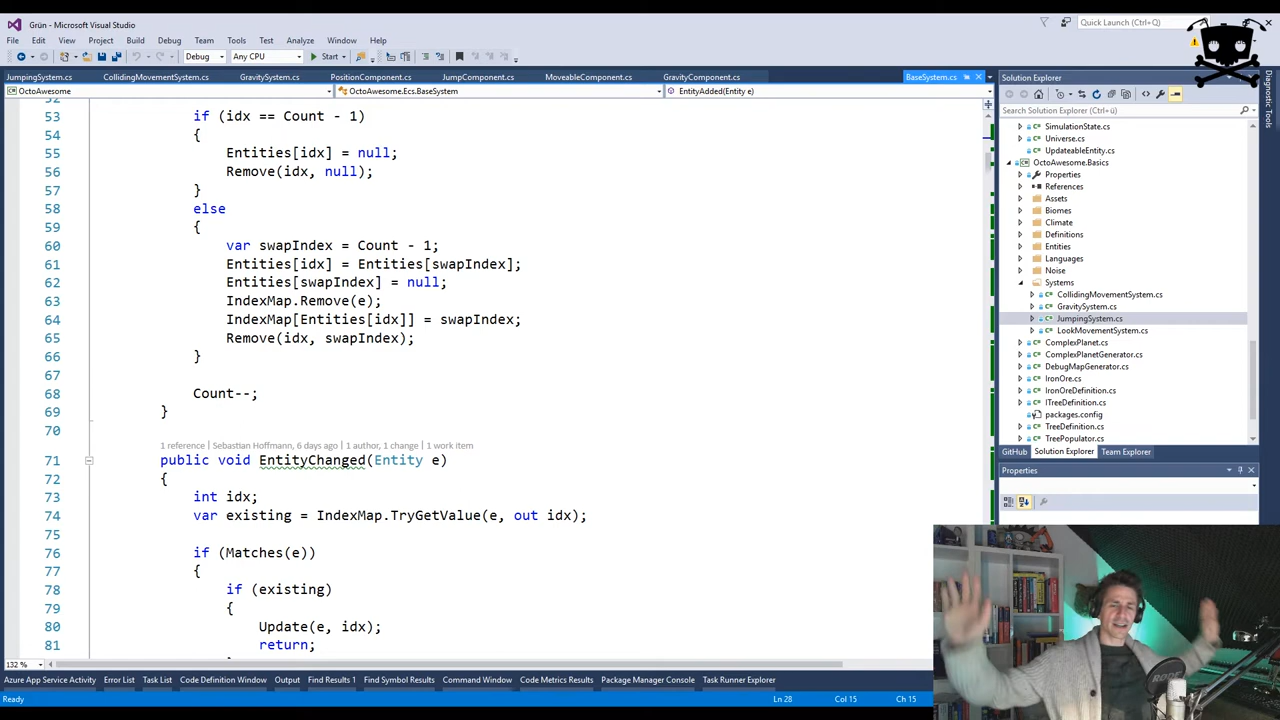 Grün - Microsoft Visual Studio
Quick Launch (Ctrl+Q)
File Edit View Project Build Debug Team Tools Test Analyze Window Help
Debug Any CPU Start
JumpingSystem.cs CollidingMovementSystem.cs GravitySystem.cs PositionComponent.cs JumpComponent.cs MoveableComponent.cs GravityComponent.cs BaseSystem.cs
OctoAwesome OctoAwesome.Ecs.BaseSystem EntityAdded(Entity e)
52
53 if (idx == Count - 1)
54 {
55 Entities[idx] = null;
56 Remove(idx, null);
57 }
58 else
59 {
60 var swapIndex = Count - 1;
61 Entities[idx] = Entities[swapIndex];
62 Entities[swapIndex] = null;
63 IndexMap.Remove(e);
64 IndexMap[Entities[idx]] = swapIndex;
65 Remove(idx, swapIndex);
66 }
67
68 Count--;
69 }
70
1 reference | Sebastian Hoffmann, 6 days ago | 1 author, 1 change | 1 work item
71 public void EntityChanged(Entity e)
72 {
73 int idx;
74 var existing = IndexMap.TryGetValue(e, out idx);
75
76 if (Matches(e))
77 {
78 if (existing)
79 {
80 Update(e, idx);
81 return;
132 %
Azure App Service Activity Error List Task List Code Definition Window Output Find Results 1 Find Symbol Results Command Window Code Metrics Results Package Manager Console Task Runner Explorer
Ready Ln 28 Col 15 Ch 15
Solution Explorer
Search Solution Explorer (Ctrl+ü)
SimulationState.cs
Universe.cs
UpdateableEntity.cs
OctoAwesome.Basics
Properties
References
Assets
Biomes
Climate
Definitions
Entities
Languages
Noise
Systems
CollidingMovementSystem.cs
GravitySystem.cs
JumpingSystem.cs
LookMovementSystem.cs
ComplexPlanet.cs
ComplexPlanetGenerator.cs
DebugMapGenerator.cs
IronOre.cs
IronOreDefinition.cs
ITreeDefinition.cs
packages.config
TreeDefinition.cs
TreePopulator.cs
GitHub Solution Explorer Team Explorer
Properties
Diagnostic Tools
RODE